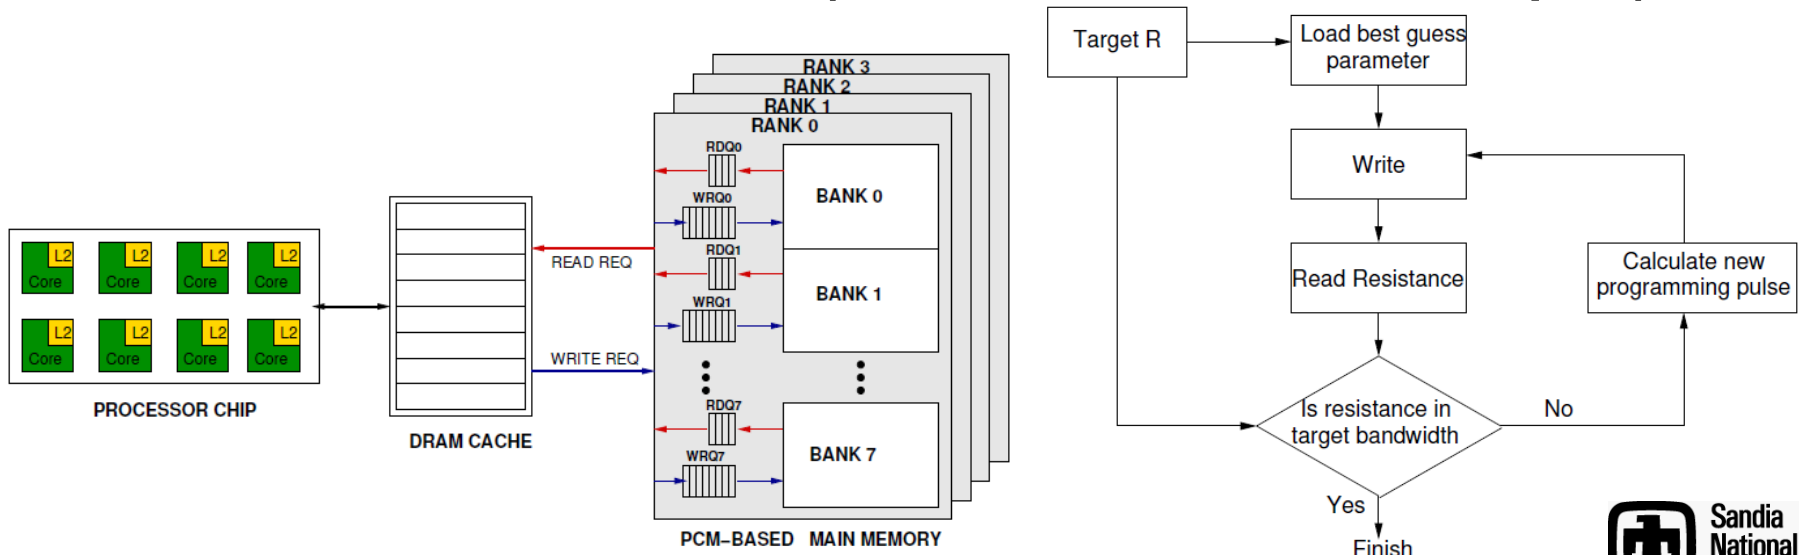 L2
Core
L2
Core
L2
Core
L2
Core
L2
Core
L2
Core
L2
Core
L2
Core
PROCESSOR CHIP
DRAM CACHE
READ REQ
WRITE REQ
RANK 3
RANK 2
RANK 1
RANK 0
RDQ0
WRQ0
BANK 0
RDQ1
WRQ1
BANK 1
RDQ7
WRQ7
BANK 7
PCM-BASED MAIN MEMORY
Target R
Load best guess
parameter
Write
Read Resistance
Calculate new
programming pulse
Is resistance in
target bandwidth
No
Yes
Finish
Sandia
National